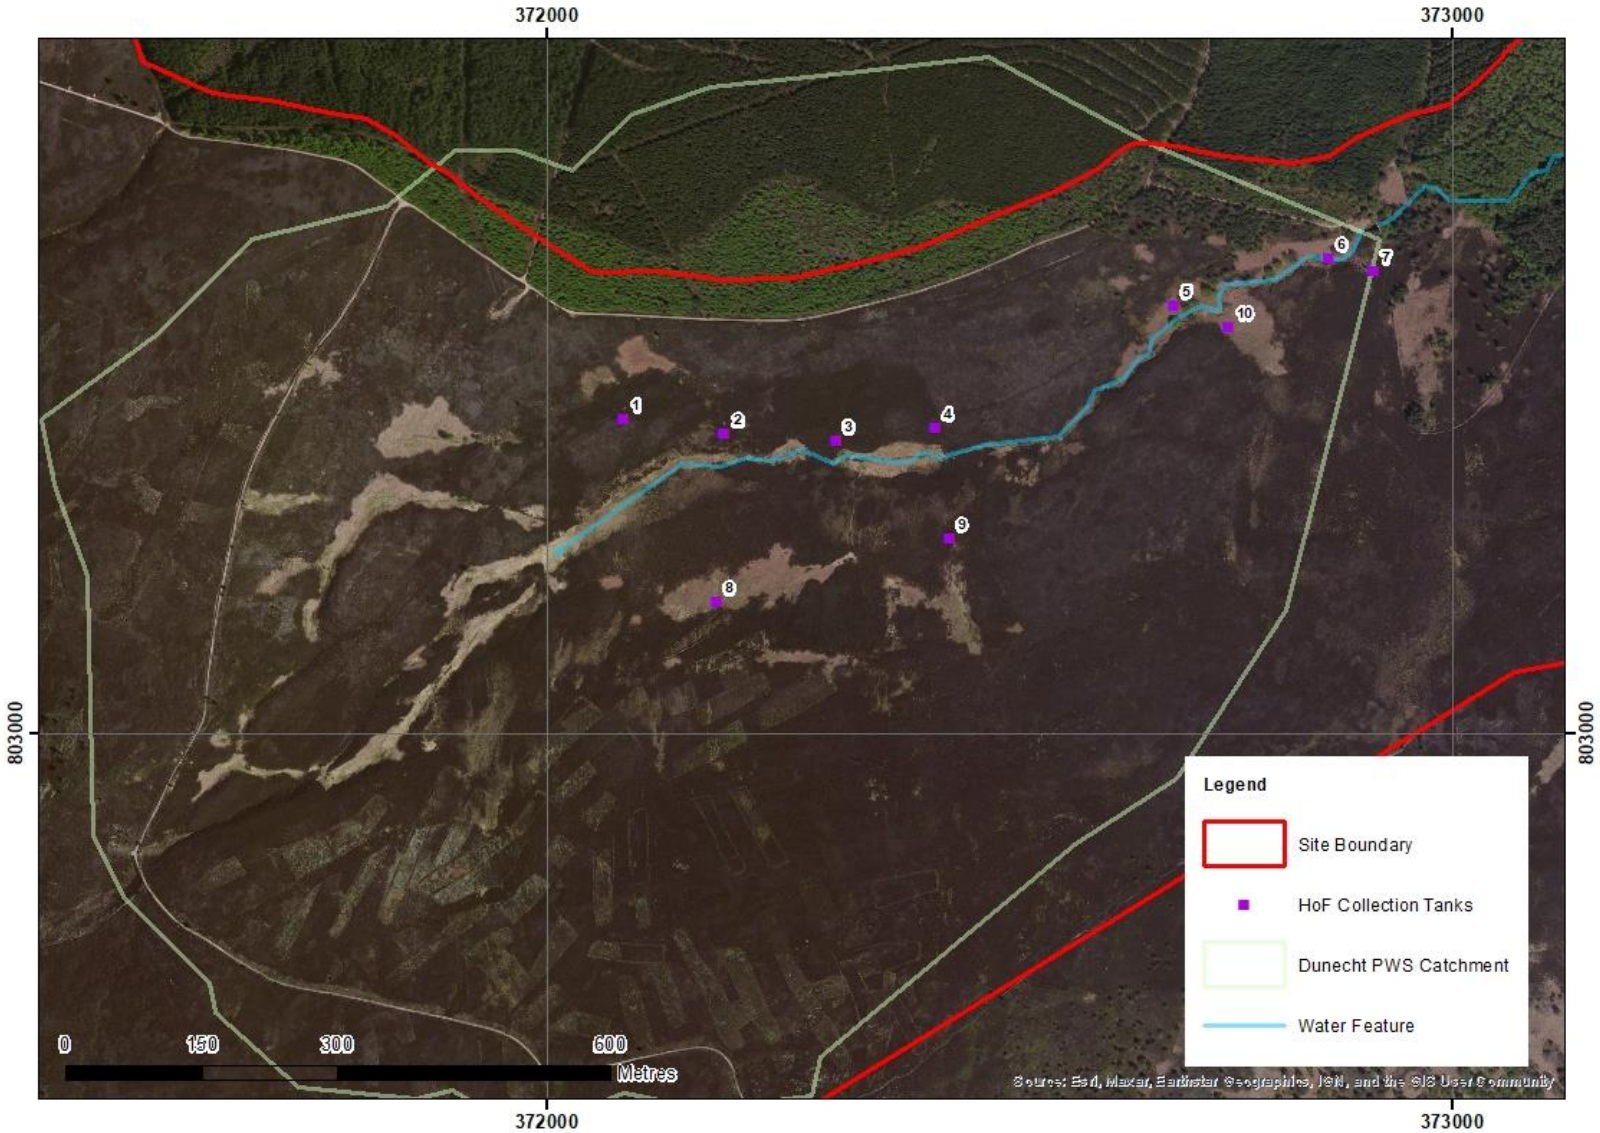 372000
373000
6
7
5
10
1
2
3
4
9
8
803000
803000
Legend
Site Boundary
HoF Collection Tanks
Dunecht PWS Catchment
Water Feature
0 150 300 600
Metres
Source: Esri, Maxar, Earthstar Geographics, IGN, and the GIS User Community
372000
373000